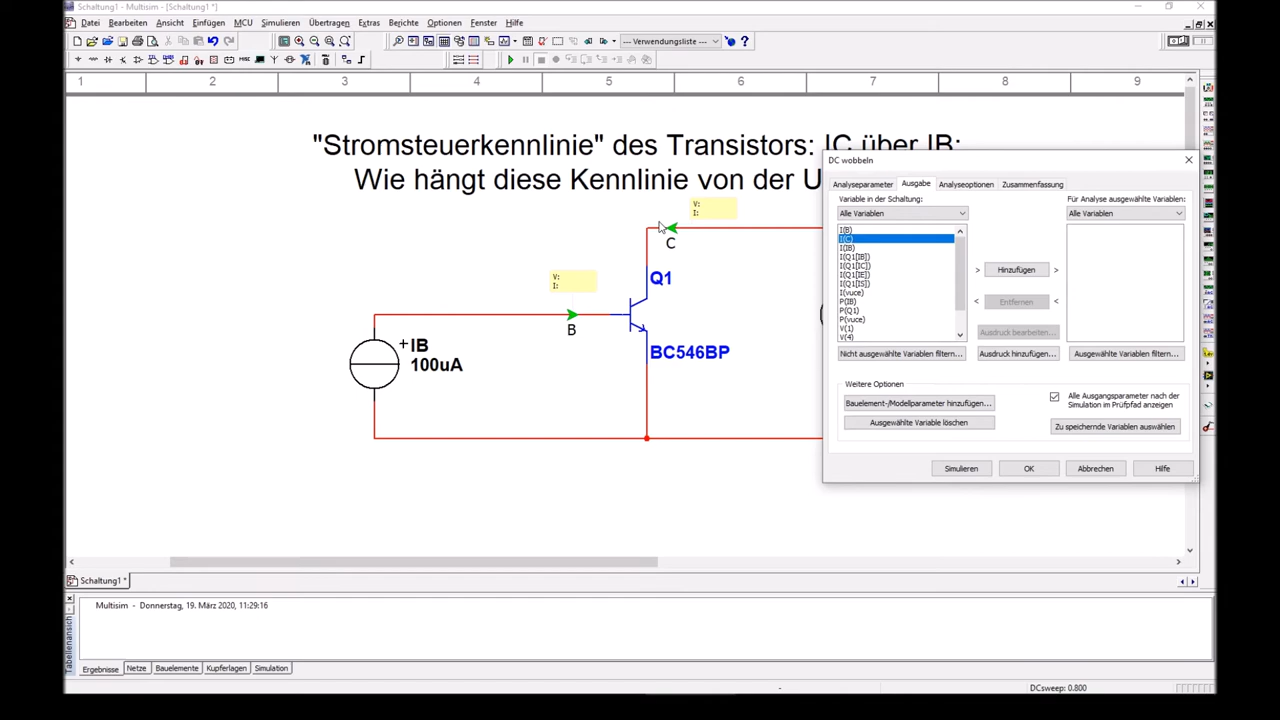 Schaltung1 - Multisim - [Schaltung1 *]
Datei Bearbeiten Ansicht Einfügen MCU Simulieren Übertragen Extras Berichte Optionen Fenster Hilfe
--- Verwendungsliste ---
1 2 3 4 5 6 7 8 9
"Stromsteuerkennlinie" des Transistors: IC über IB:
Wie hängt diese Kennlinie von der U
V:
I:
C
Q1
V:
I:
B
BC546BP
IB
100uA
DC wobbeln
Analyseparameter Ausgabe Analyseoptionen Zusammenfassung
Variable in der Schaltung:
Alle Variablen
I(B)
I(C)
I(IB)
I(Q1[IB])
I(Q1[IC])
I(Q1[IE])
I(Q1[IS])
I(vuce)
P(IB)
P(Q1)
P(vuce)
V(1)
V(4)
> Hinzufügen >
< Entfernen <
Ausdruck bearbeiten...
Für Analyse ausgewählte Variablen:
Alle Variablen
Nicht ausgewählte Variablen filtern... Ausdruck hinzufügen... Ausgewählte Variablen filtern...
Weitere Optionen
Bauelement-/Modellparameter hinzufügen...
Ausgewählte Variable löschen
Alle Ausgangsparameter nach der
Simulation im Prüfpfad anzeigen
Zu speichernde Variablen auswählen
Simulieren OK Abbrechen Hilfe
Schaltung1 *
Tabellenansicht
Multisim - Donnerstag, 19. März 2020, 11:29:16
Ergebnisse Netze Bauelemente Kupferlagen Simulation
- DCsweep: 0.800